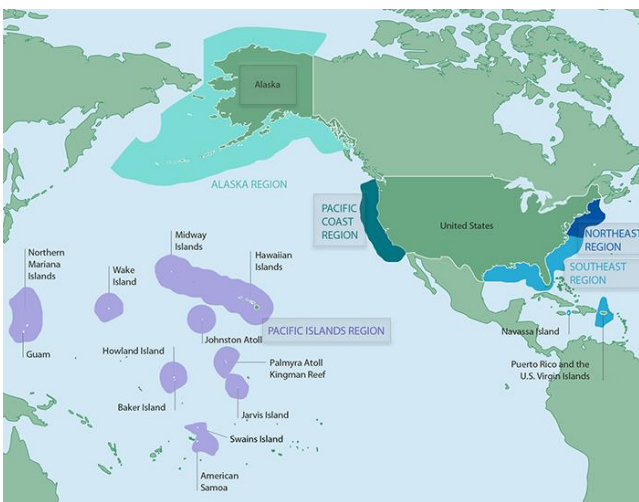 Alaska
ALASKA REGION
PACIFIC
COAST
REGION
United States
NORTHEAST
REGION
SOUTHEAST
REGION
Northern
Mariana
Islands
Wake
Island
Midway
Islands
Hawaiian
Islands
PACIFIC ISLANDS REGION
Johnston Atoll
Guam
Howland Island
Palmyra Atoll
Kingman Reef
Baker Island
Jarvis Island
Swains Island
American
Samoa
Navassa Island
Puerto Rico and the
U.S. Virgin Islands